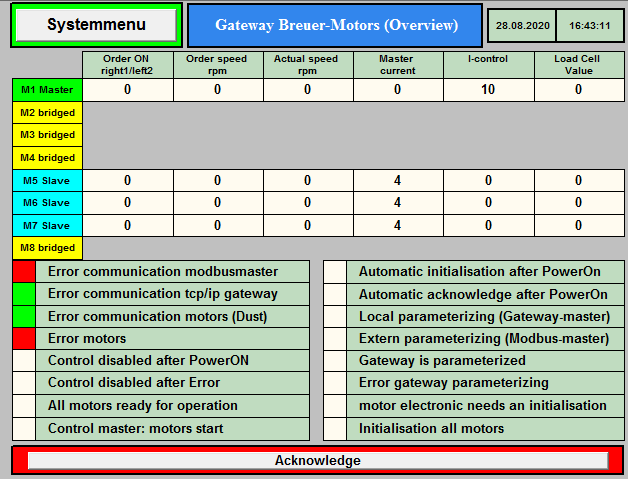 Systemmenu
Gateway Breuer-Motors (Overview)
28.08.2020
16:43:11
Order ON right1/left2
Order speed rpm
Actual speed rpm
Master current
I-control
Load Cell Value
M1 Master 0 0 0 0 10 0
M2 bridged
M3 bridged
M4 bridged
M5 Slave 0 0 0 4 0 0
M6 Slave 0 0 0 4 0 0
M7 Slave 0 0 0 4 0 0
M8 bridged
Error communication modbusmaster
Error communication tcp/ip gateway
Error communication motors (Dust)
Error motors
Control disabled after PowerON
Control disabled after Error
All motors ready for operation
Control master: motors start
Automatic initialisation after PowerOn
Automatic acknowledge after PowerOn
Local parameterizing (Gateway-master)
Extern parameterizing (Modbus-master)
Gateway is parametrized
Error gateway parameterizing
motor electronic needs an initialisation
Initialisation all motors
Acknowledge